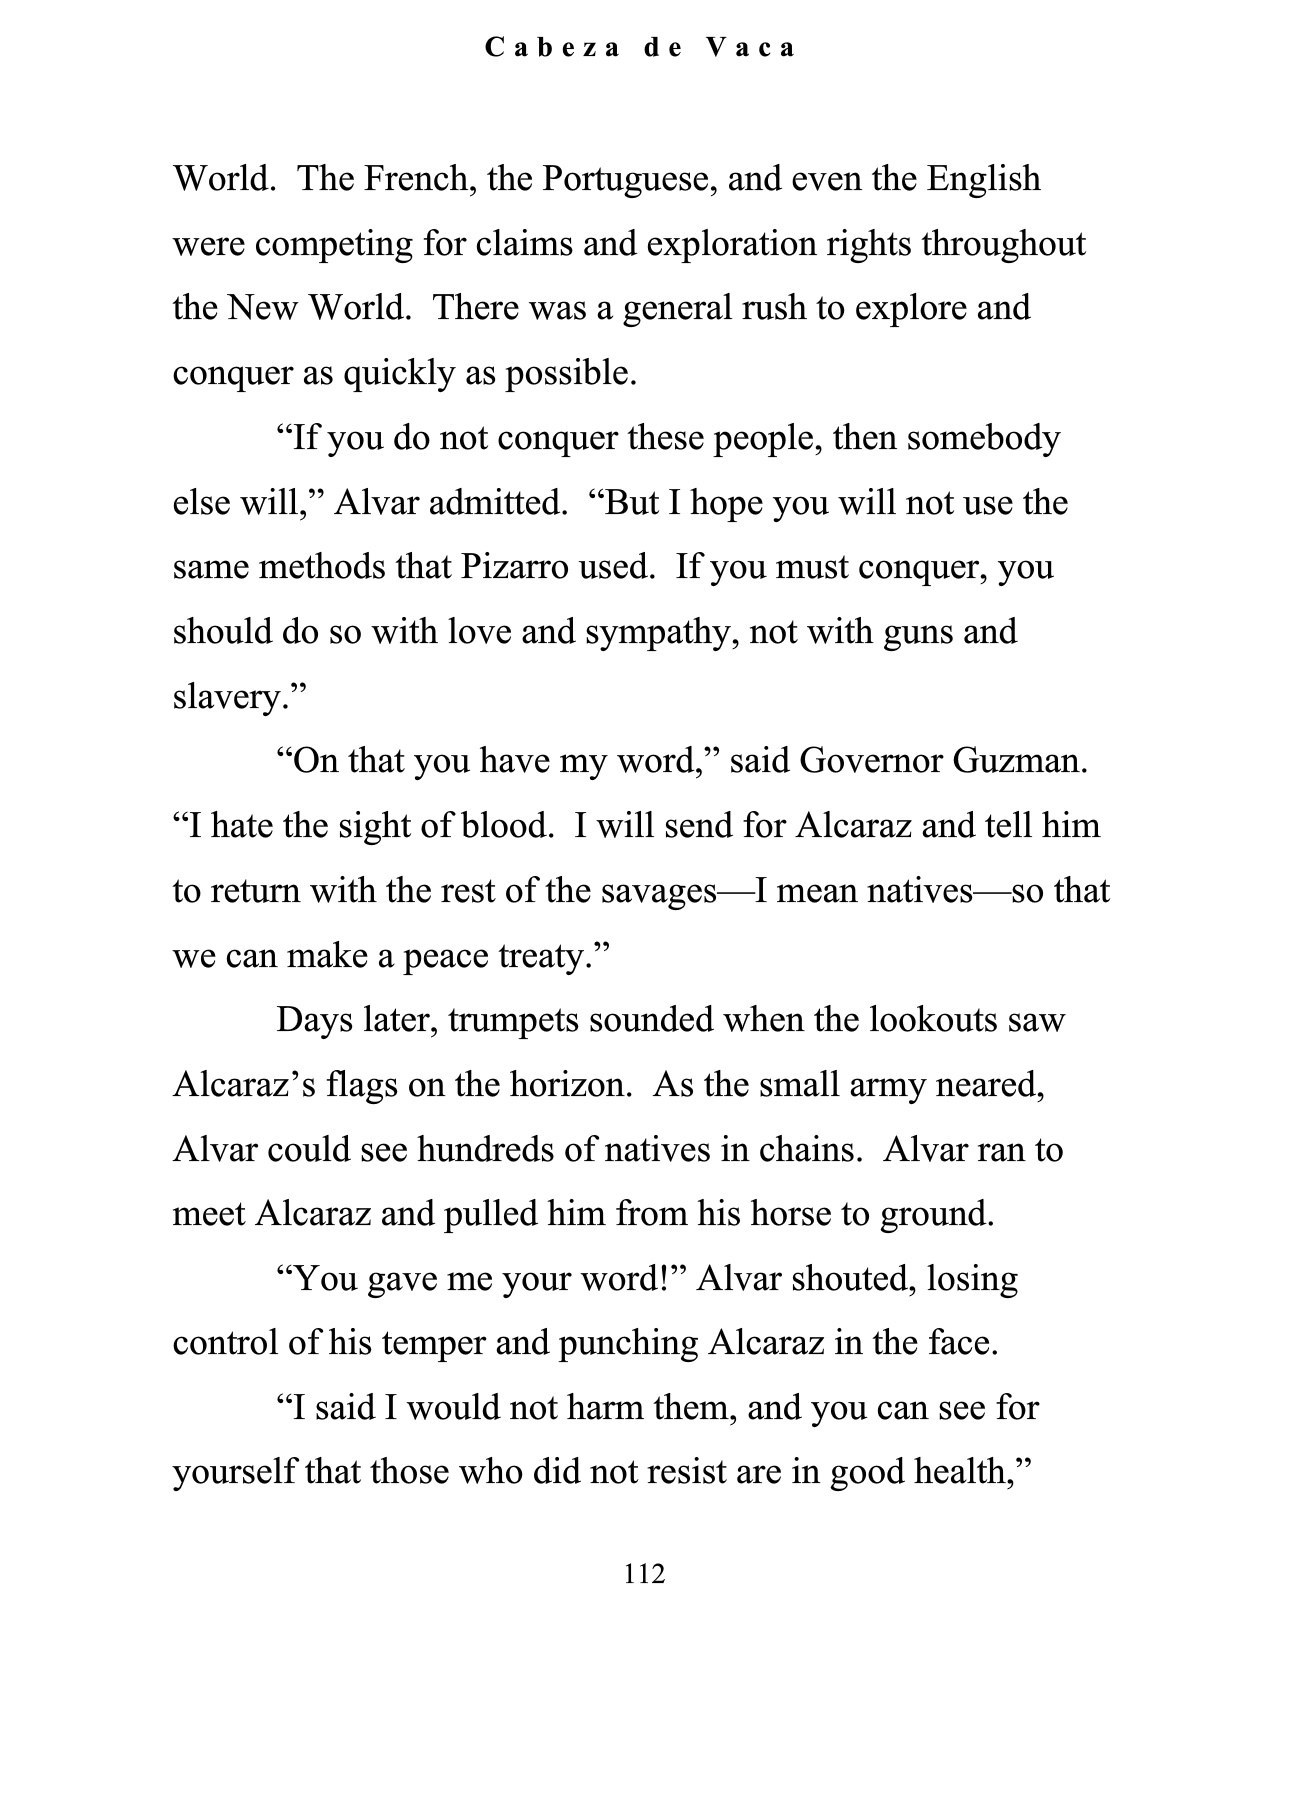 Cabeza de Vaca
World.  The French, the Portuguese, and even the English
were competing for claims and exploration rights throughout
the New World.  There was a general rush to explore and
conquer as quickly as possible.
“If you do not conquer these people, then somebody
else will,” Alvar admitted.  “But I hope you will not use the
same methods that Pizarro used.  If you must conquer, you
should do so with love and sympathy, not with guns and
slavery.”
“On that you have my word,” said Governor Guzman.
“I hate the sight of blood.  I will send for Alcaraz and tell him
to return with the rest of the savages—I mean natives—so that
we can make a peace treaty.”
Days later, trumpets sounded when the lookouts saw
Alcaraz’s flags on the horizon.  As the small army neared,
Alvar could see hundreds of natives in chains.  Alvar ran to
meet Alcaraz and pulled him from his horse to ground.
“You gave me your word!” Alvar shouted, losing
control of his temper and punching Alcaraz in the face.
“I said I would not harm them, and you can see for
yourself that those who did not resist are in good health,”
112